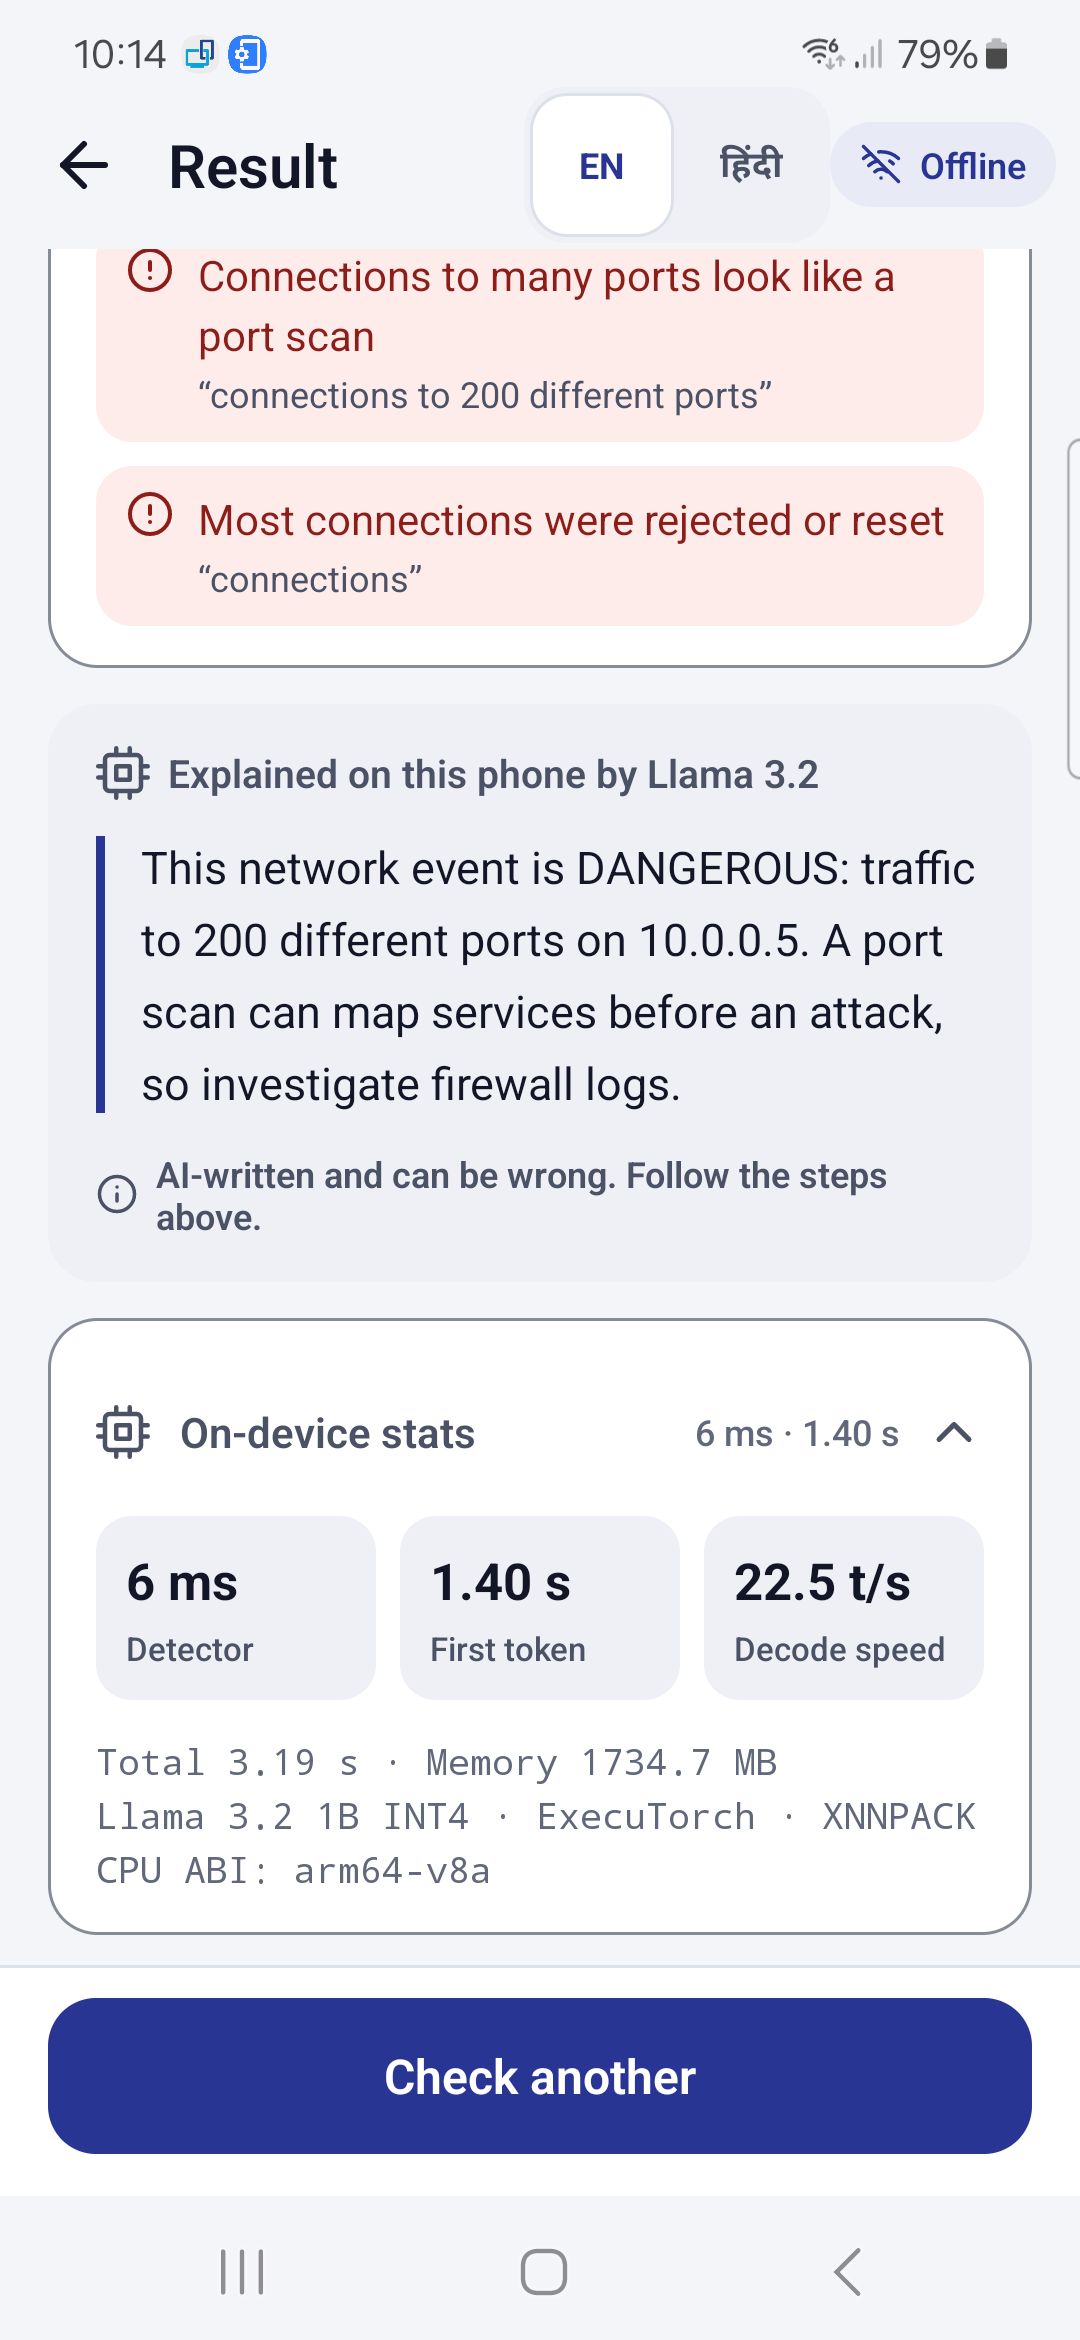 10:14
79%
Result
EN
हिंदी
Offline
Connections to many ports look like a
port scan
“connections to 200 different ports”
Most connections were rejected or reset
“connections”
Explained on this phone by Llama 3.2
This network event is DANGEROUS: traffic
to 200 different ports on 10.0.0.5. A port
scan can map services before an attack,
so investigate firewall logs.
AI-written and can be wrong. Follow the steps
above.
On-device stats
6 ms · 1.40 s
6 ms
1.40 s
22.5 t/s
Detector
First token
Decode speed
Total 3.19 s · Memory 1734.7 MB
Llama 3.2 1B INT4 · ExecuTorch · XNNPACK
CPU ABI: arm64-v8a
Check another